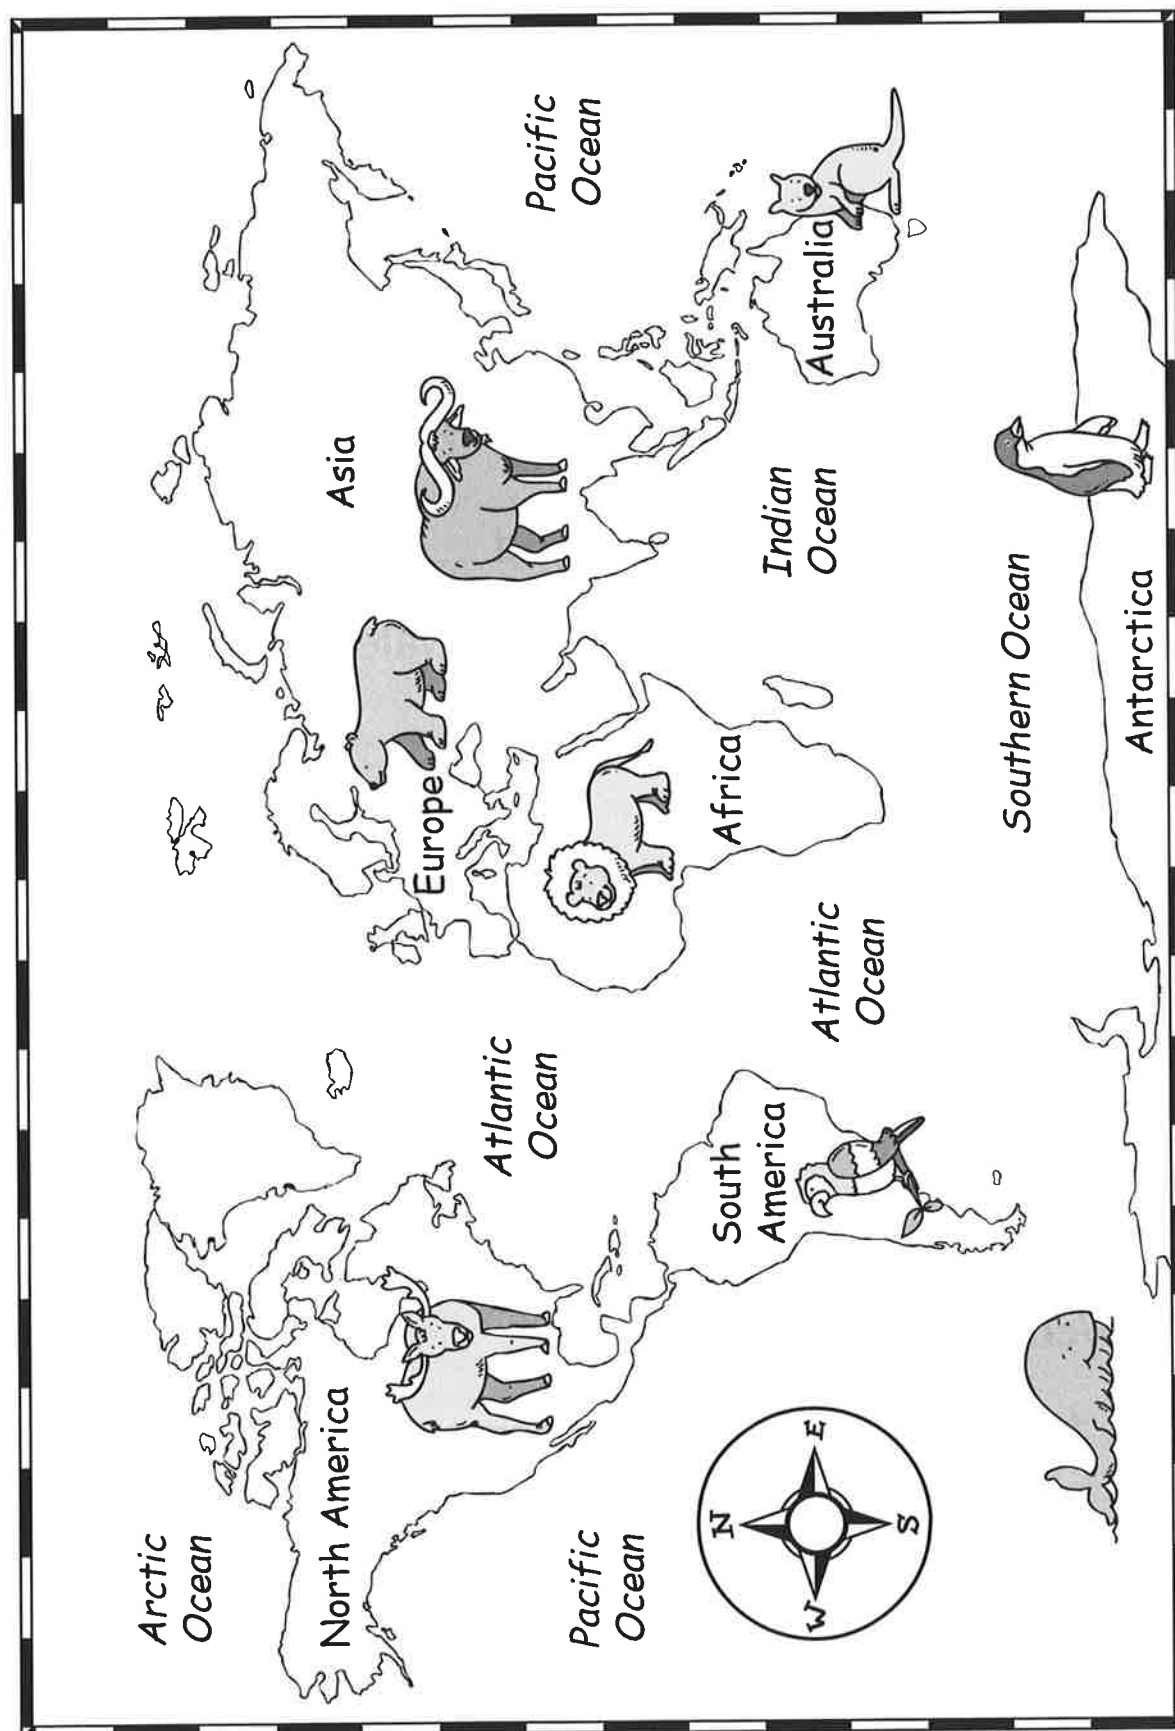 Arctic
Ocean
North America
Pacific
Ocean
Atlantic
Ocean
South
America
Atlantic
Ocean
Europe
Africa
Asia
Indian
Ocean
Pacific
Ocean
Australia
Southern Ocean
Antarctica
N
E
S
W